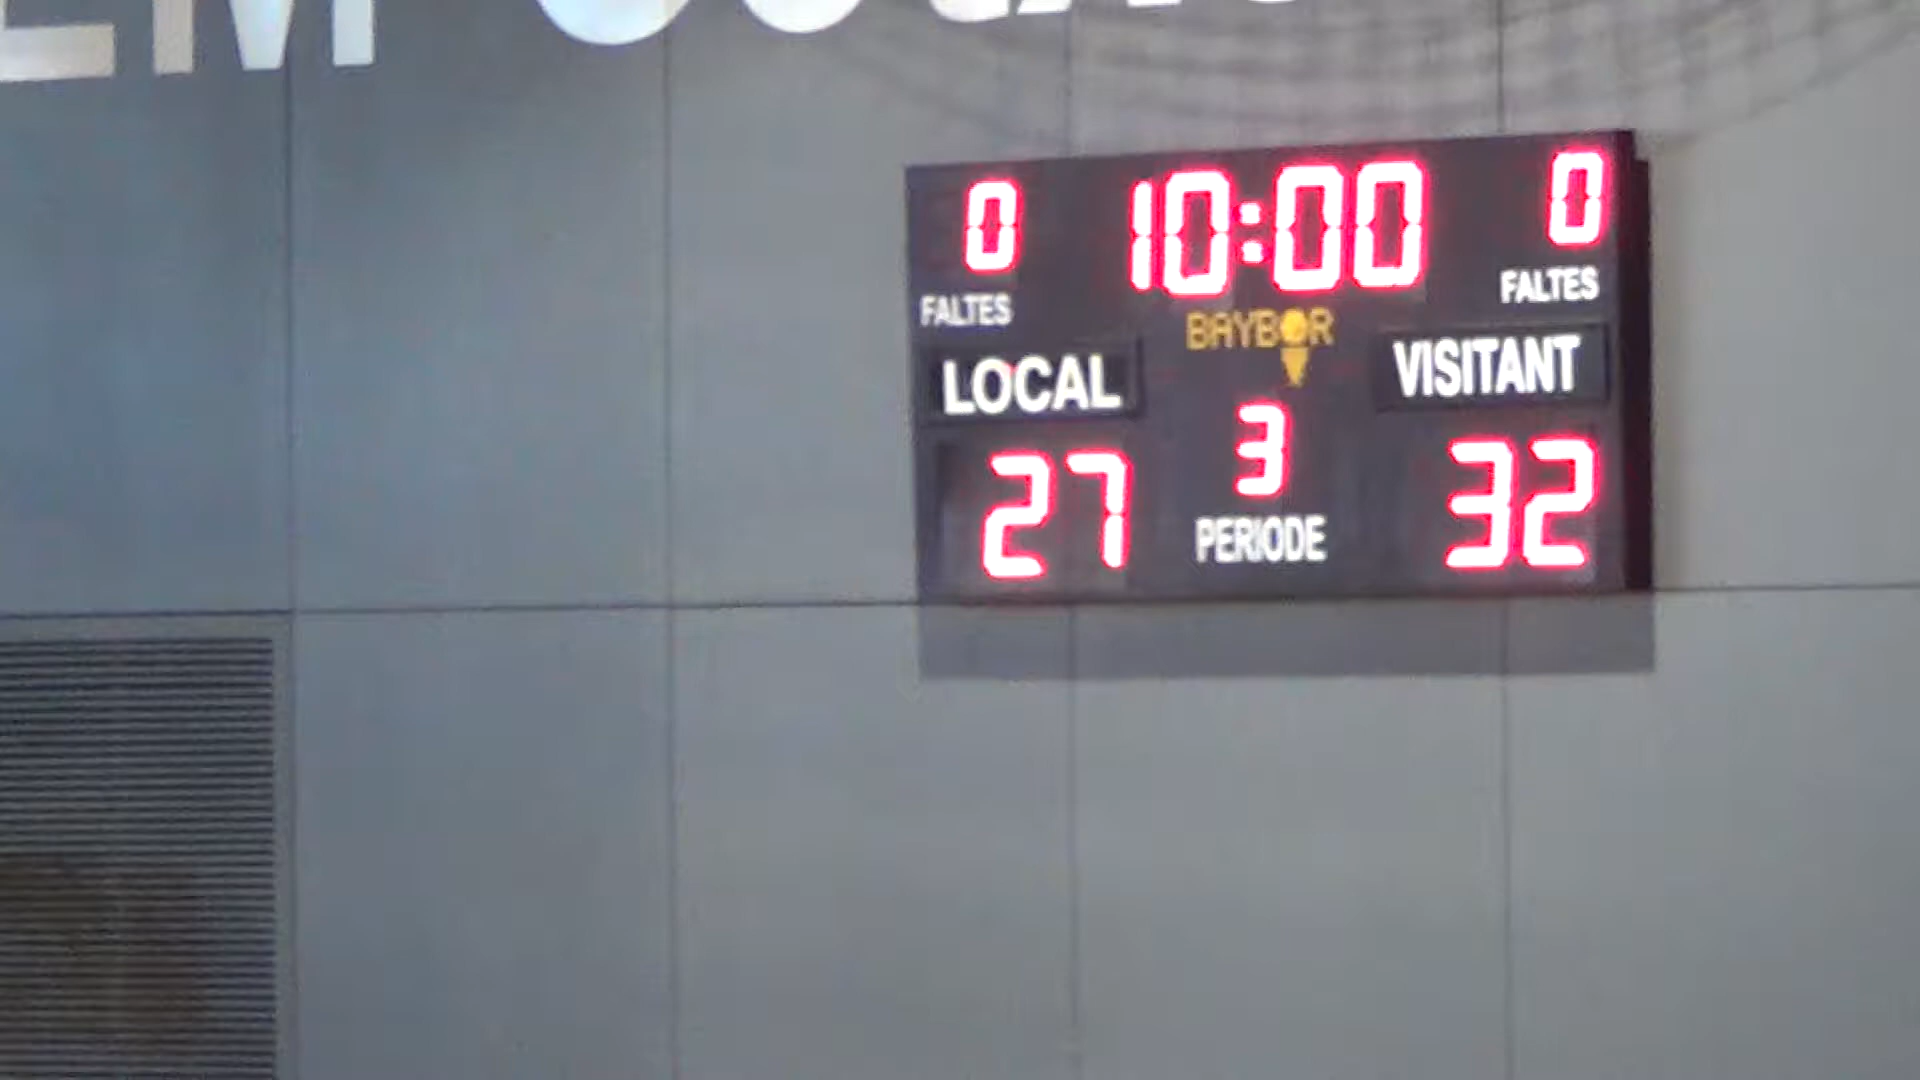 0 10:00 0
FALTES FALTES
BAYBOR
LOCAL VISITANT
27 3 32
PERIODE